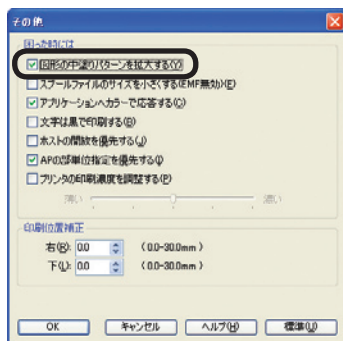 その他
困った時には
図形の中塗りパターンを拡大する(Y)
スプールファイルのサイズを小さくする(EMF無効)(E)
アプリケーションへカラーで応答する(C)
文字は黒で印刷する(B)
ホストの開放を優先する(J)
APの部単位指定を優先する(I)
プリンタの印刷濃度を調整する(P)
薄い 濃い
印刷位置補正
右(R): 0.0 (0.0-30.0mm)
下(L): 0.0 (0.0-30.0mm)
OK キャンセル ヘルプ(H) 標準(U)